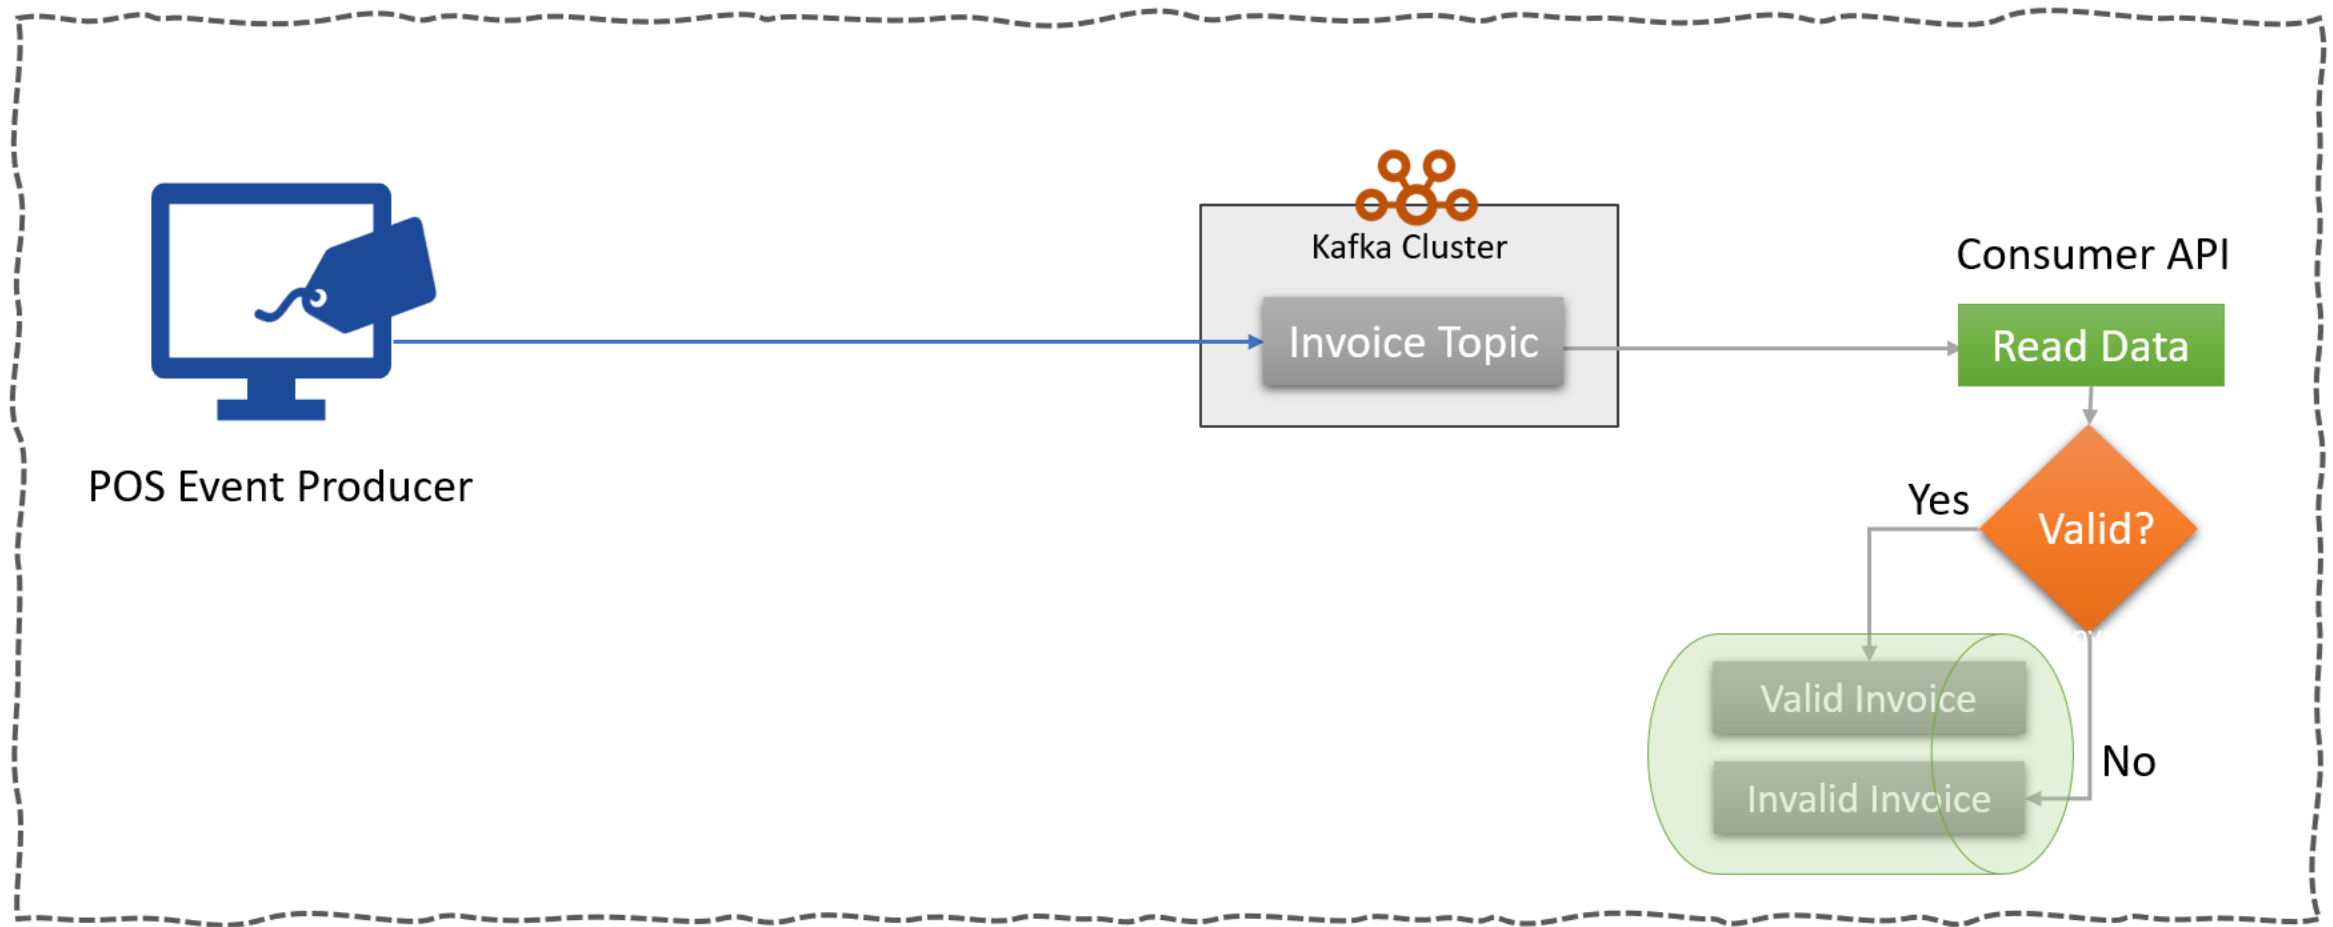 Kafka Cluster
Invoice Topic
Consumer API
Read Data
POS Event Producer
Yes
Valid?
Valid Invoice
No
Invalid Invoice